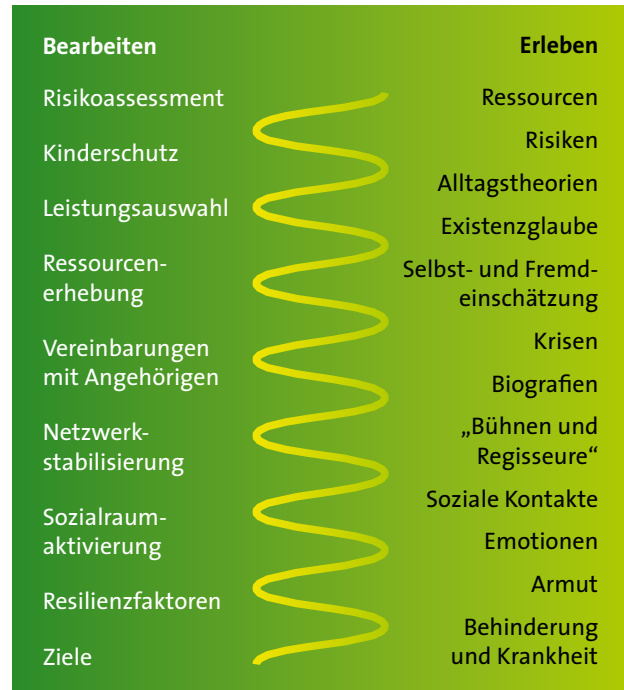 Bearbeiten
Risikoassessment
Kinderschutz
Leistungsauswahl
Ressourcen-
erhebung
Vereinbarungen
mit Angehörigen
Netzwerk-
stabilisierung
Sozialraum-
aktivierung
Resilienzfaktoren
Ziele
Erleben
Ressourcen
Risiken
Alltagstheorien
Existenzglaube
Selbst- und Fremd-
einschätzung
Krisen
Biografien
„Bühnen und
Regisseure“
Soziale Kontakte
Emotionen
Armut
Behinderung
und Krankheit